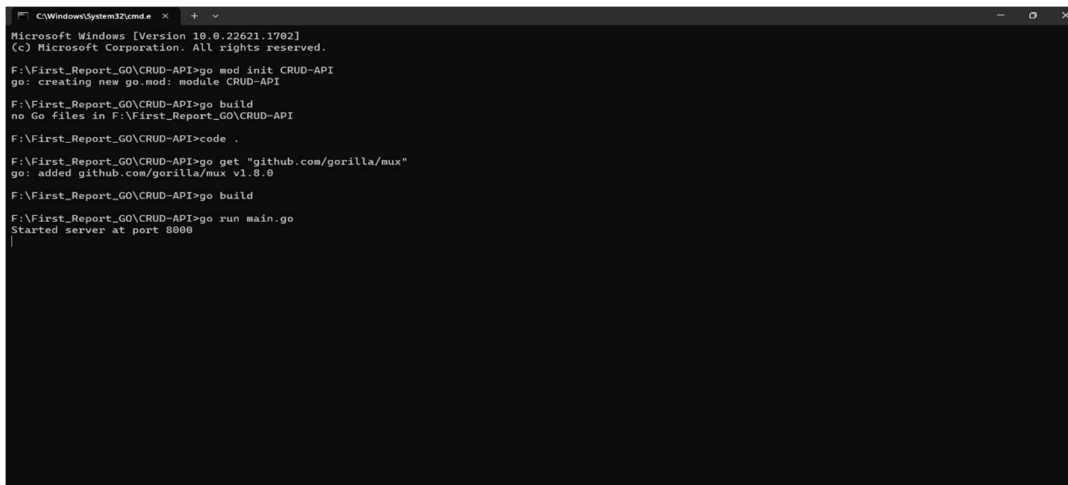 C:\Windows\System32\cmd.e
Microsoft Windows [Version 10.0.22621.1702]
(c) Microsoft Corporation. All rights reserved.
F:\First_Report_GO\CRUD-API>go mod init CRUD-API
go: creating new go.mod: module CRUD-API
F:\First_Report_GO\CRUD-API>go build
no Go files in F:\First_Report_GO\CRUD-API
F:\First_Report_GO\CRUD-API>code .
F:\First_Report_GO\CRUD-API>go get "github.com/gorilla/mux"
go: added github.com/gorilla/mux v1.8.0
F:\First_Report_GO\CRUD-API>go build
F:\First_Report_GO\CRUD-API>go run main.go
Started server at port 8000